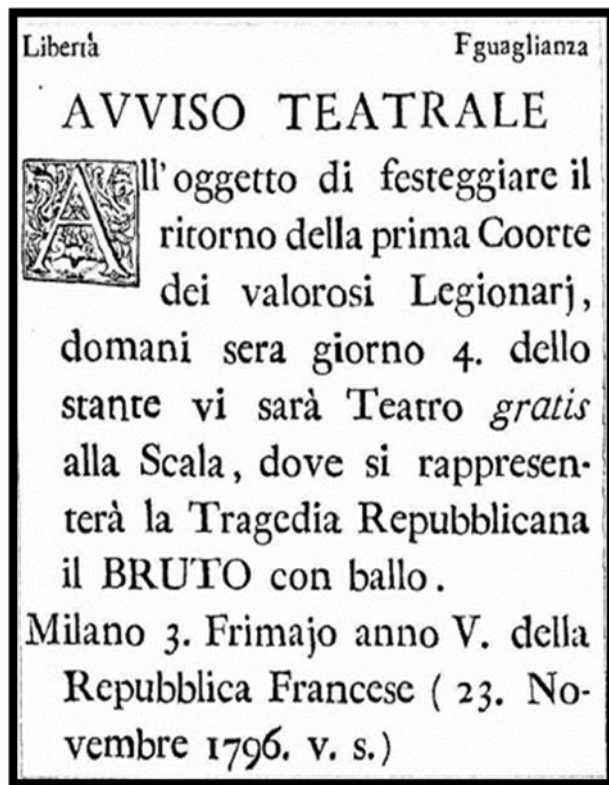 Libertà Fguaglianza
AVVISO TEATRALE
All' oggetto di festeggiare il
ritorno della prima Coorte
dei valorosi Legionarj,
domani sera giorno 4. dello
stante vi sarà Teatro gratis
alla Scala, dove si rappresen-
terà la Tragedia Repubblicana
il BRUTO con ballo.
Milano 3. Frimajo anno V. della
Repubblica Francese ( 23. No-
vembre 1796. v. s.)